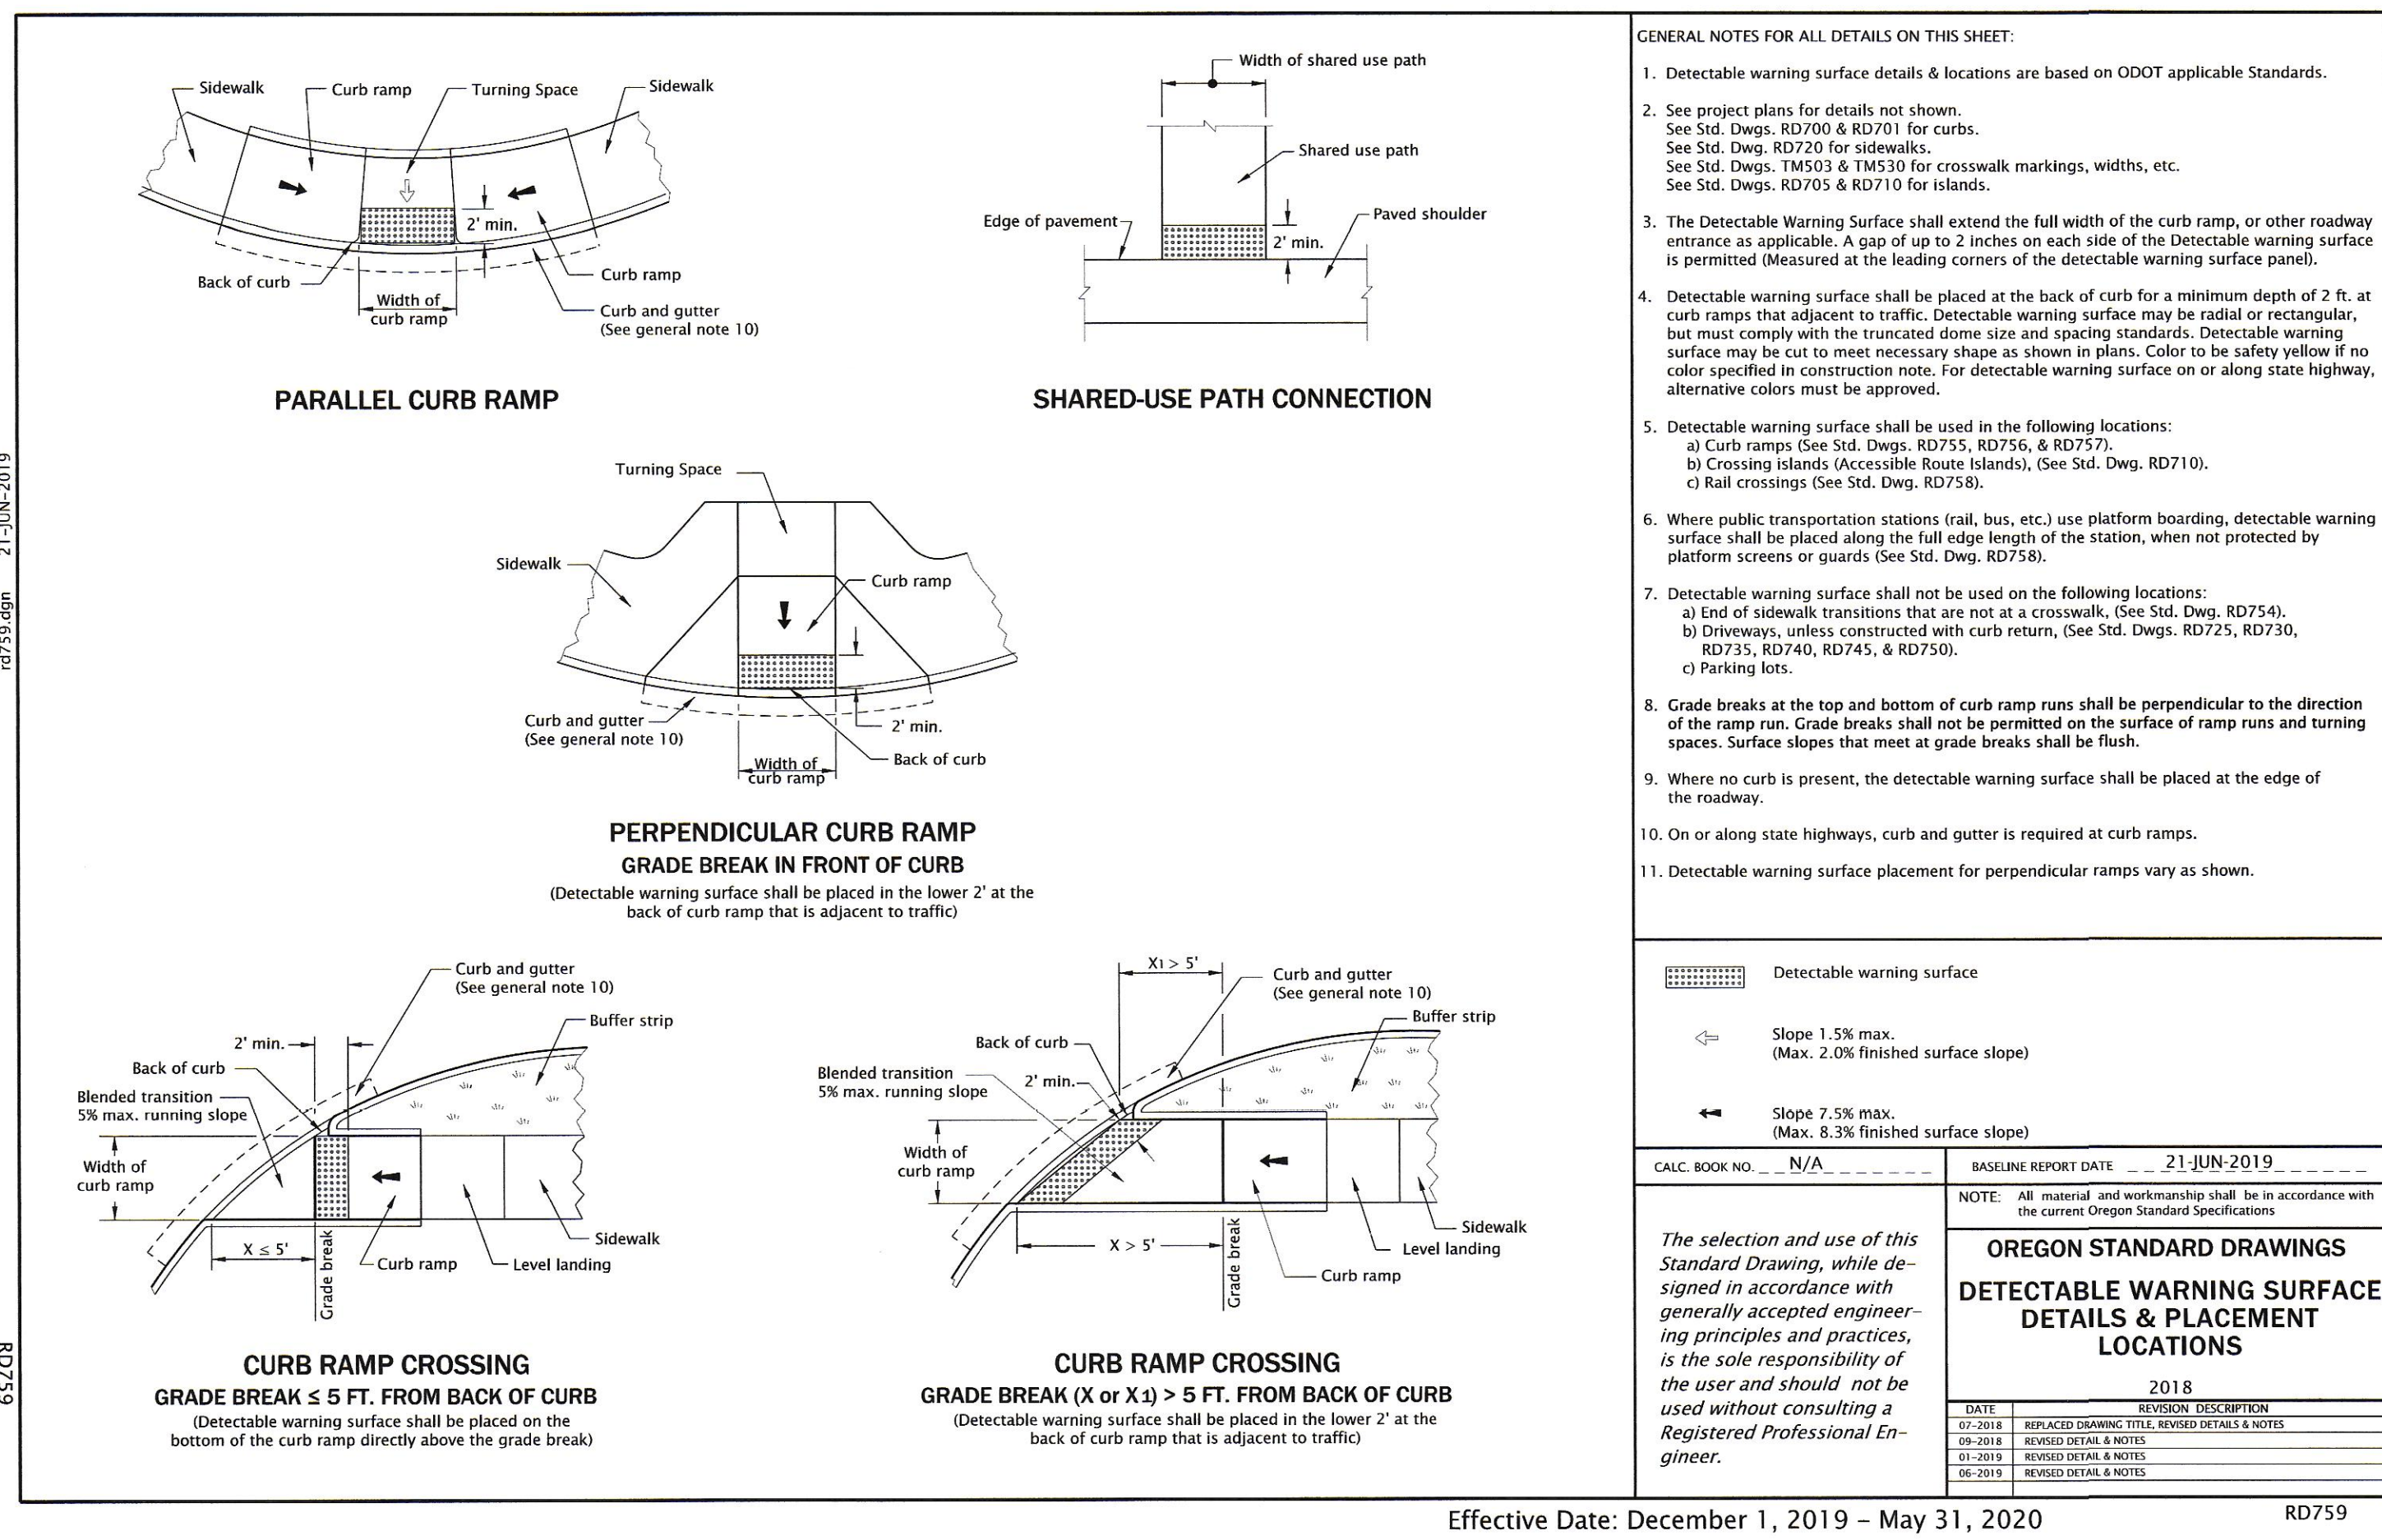 Sidewalk
Curb ramp
Turning Space
Sidewalk
2' min.
Back of curb
Width of
curb ramp
Curb ramp
Curb and gutter
(See general note 10)
PARALLEL CURB RAMP
Width of shared use path
Shared use path
Edge of pavement
Paved shoulder
2' min.
SHARED-USE PATH CONNECTION
Turning Space
Sidewalk
Curb ramp
Curb and gutter
(See general note 10)
2' min.
Width of
curb ramp
Back of curb
PERPENDICULAR CURB RAMP
GRADE BREAK IN FRONT OF CURB
(Detectable warning surface shall be placed in the lower 2' at the
back of curb ramp that is adjacent to traffic)
Curb and gutter
(See general note 10)
Buffer strip
2' min.
Back of curb
Blended transition
5% max. running slope
Width of
curb ramp
X ≤ 5'
Grade break
Curb ramp
Level landing
Sidewalk
CURB RAMP CROSSING
GRADE BREAK ≤ 5 FT. FROM BACK OF CURB
(Detectable warning surface shall be placed on the
bottom of the curb ramp directly above the grade break)
X1 > 5'
Curb and gutter
(See general note 10)
Buffer strip
Back of curb
Blended transition
5% max. running slope
2' min.
Width of
curb ramp
X > 5'
Grade break
Sidewalk
Level landing
Curb ramp
CURB RAMP CROSSING
GRADE BREAK (X or X1) > 5 FT. FROM BACK OF CURB
(Detectable warning surface shall be placed in the lower 2' at the
back of curb ramp that is adjacent to traffic)
rd759.dgn 21-JUN-2019
RD759
GENERAL NOTES FOR ALL DETAILS ON THIS SHEET:
1. Detectable warning surface details & locations are based on ODOT applicable Standards.
2. See project plans for details not shown.
See Std. Dwgs. RD700 & RD701 for curbs.
See Std. Dwg. RD720 for sidewalks.
See Std. Dwgs. TM503 & TM530 for crosswalk markings, widths, etc.
See Std. Dwgs. RD705 & RD710 for islands.
3. The Detectable Warning Surface shall extend the full width of the curb ramp, or other roadway
entrance as applicable. A gap of up to 2 inches on each side of the Detectable warning surface
is permitted (Measured at the leading corners of the detectable warning surface panel).
4. Detectable warning surface shall be placed at the back of curb for a minimum depth of 2 ft. at
curb ramps that adjacent to traffic. Detectable warning surface may be radial or rectangular,
but must comply with the truncated dome size and spacing standards. Detectable warning
surface may be cut to meet necessary shape as shown in plans. Color to be safety yellow if no
color specified in construction note. For detectable warning surface on or along state highway,
alternative colors must be approved.
5. Detectable warning surface shall be used in the following locations:
a) Curb ramps (See Std. Dwgs. RD755, RD756, & RD757).
b) Crossing islands (Accessible Route Islands), (See Std. Dwg. RD710).
c) Rail crossings (See Std. Dwg. RD758).
6. Where public transportation stations (rail, bus, etc.) use platform boarding, detectable warning
surface shall be placed along the full edge length of the station, when not protected by
platform screens or guards (See Std. Dwg. RD758).
7. Detectable warning surface shall not be used on the following locations:
a) End of sidewalk transitions that are not at a crosswalk, (See Std. Dwg. RD754).
b) Driveways, unless constructed with curb return, (See Std. Dwgs. RD725, RD730,
RD735, RD740, RD745, & RD750).
c) Parking lots.
8. Grade breaks at the top and bottom of curb ramp runs shall be perpendicular to the direction
of the ramp run. Grade breaks shall not be permitted on the surface of ramp runs and turning
spaces. Surface slopes that meet at grade breaks shall be flush.
9. Where no curb is present, the detectable warning surface shall be placed at the edge of
the roadway.
10. On or along state highways, curb and gutter is required at curb ramps.
11. Detectable warning surface placement for perpendicular ramps vary as shown.
Detectable warning surface
Slope 1.5% max.
(Max. 2.0% finished surface slope)
Slope 7.5% max.
(Max. 8.3% finished surface slope)
CALC. BOOK NO. N/A
BASELINE REPORT DATE 21-JUN-2019
NOTE: All material and workmanship shall be in accordance with
the current Oregon Standard Specifications
The selection and use of this
Standard Drawing, while de-
signed in accordance with
generally accepted engineer-
ing principles and practices,
is the sole responsibility of
the user and should not be
used without consulting a
Registered Professional En-
gineer.
OREGON STANDARD DRAWINGS
DETECTABLE WARNING SURFACE
DETAILS & PLACEMENT
LOCATIONS
2018
DATE REVISION DESCRIPTION
07-2018 REPLACED DRAWING TITLE, REVISED DETAILS & NOTES
09-2018 REVISED DETAIL & NOTES
01-2019 REVISED DETAIL & NOTES
06-2019 REVISED DETAIL & NOTES
Effective Date: December 1, 2019 – May 31, 2020
RD759